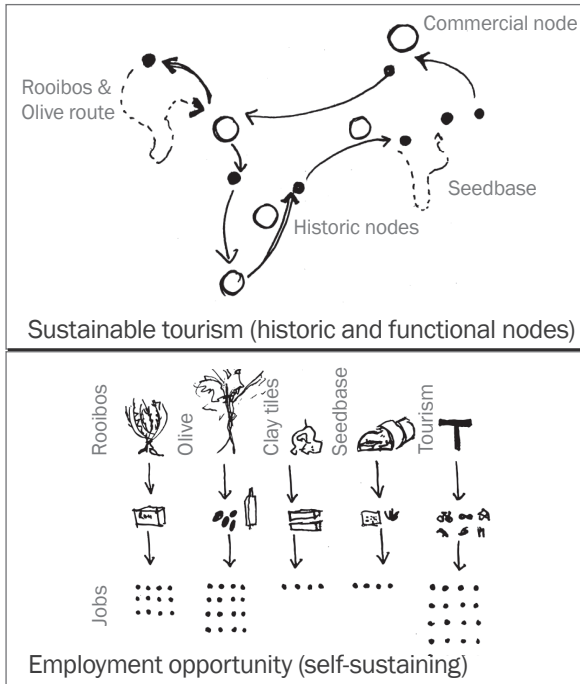 Commercial node
Rooibos &
Olive route
Seedbase
Historic nodes
Sustainable tourism (historic and functional nodes)
Rooibos
Olive
Clay tiles
Seedbase
Tourism
Jobs
Employment opportunity (self-sustaining)